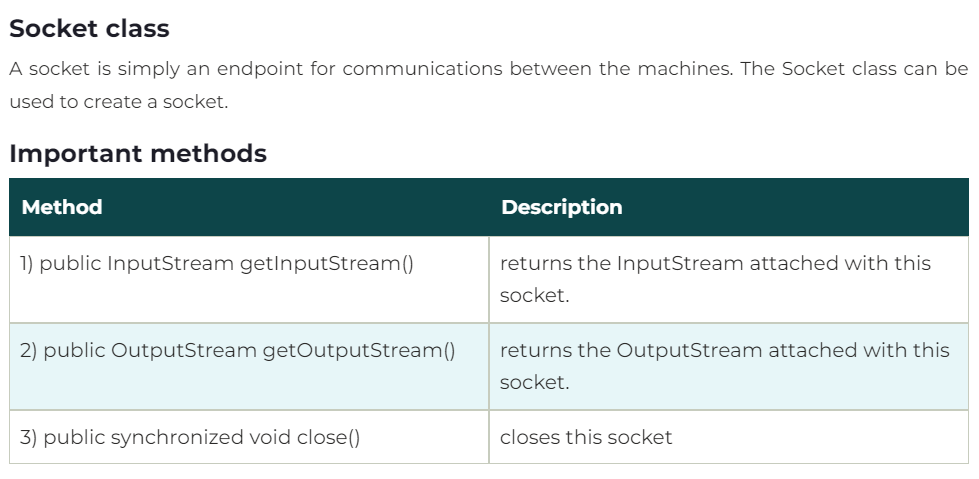 Socket class
A socket is simply an endpoint for communications between the machines. The Socket class can be
used to create a socket.
Important methods
Method Description
1) public InputStream getInputStream() returns the InputStream attached with this
socket.
2) public OutputStream getOutputStream() returns the OutputStream attached with this
socket.
3) public synchronized void close() closes this socket